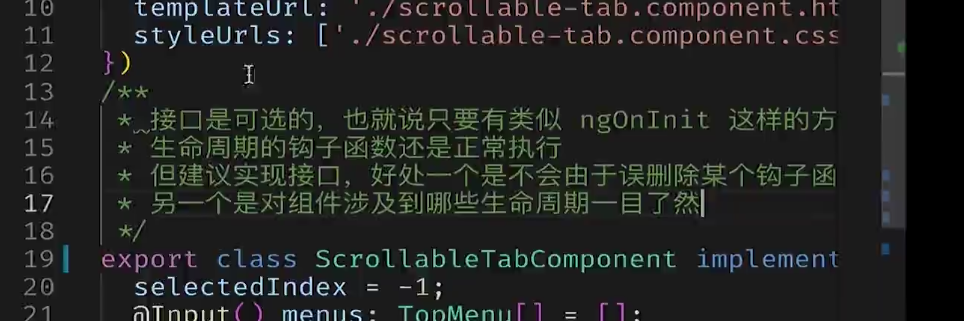 10 templateUrl: './scrollable-tab.component.ht
11 styleUrls: ['./scrollable-tab.component.css
12 })
13 /**
14 * 接口是可选的，也就说只要有类似 ngOnInit 这样的方
15 * 生命周期的钩子函数还是正常执行
16 * 但建议实现接口，好处一个是不会由于误删除某个钩子函
17 * 另一个是对组件涉及到哪些生命周期一目了然
18 */
19 export class ScrollableTabComponent implement
20 selectedIndex = -1;
21 @Input() menus: TopMenu[] = [];